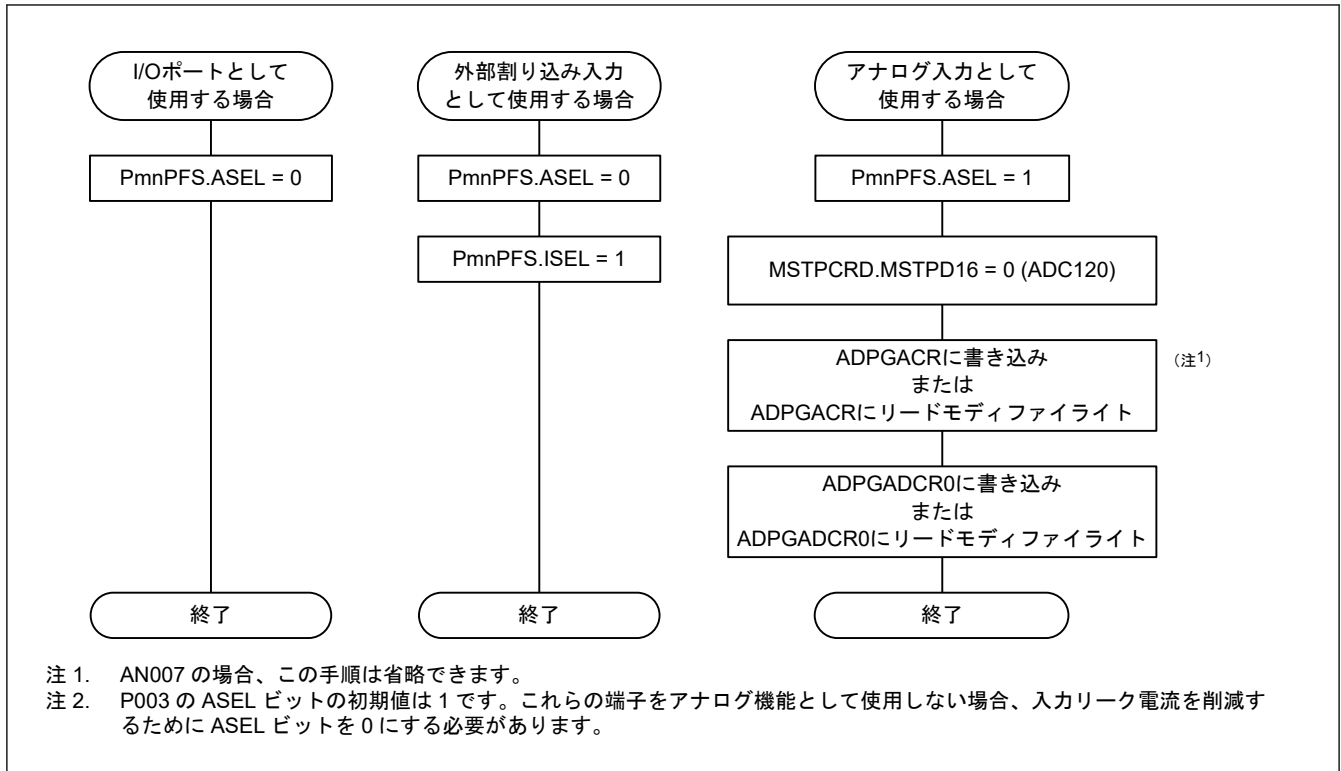 I/Oポートとして
使用する場合
PmnPFS.ASEL = 0
終了
外部割り込み入力
として使用する場合
PmnPFS.ASEL = 0
PmnPFS.ISEL = 1
終了
アナログ入力として
使用する場合
PmnPFS.ASEL = 1
MSTPCRD.MSTPD16 = 0 (ADC120)
ADPGACRに書き込み
または
ADPGACRにリードモディファイライト
（注1）
ADPGADCR0に書き込み
または
ADPGADCR0にリードモディファイライト
終了
注 1. AN007 の場合、この手順は省略できます。
注 2. P003 の ASEL ビットの初期値は 1 です。これらの端子をアナログ機能として使用しない場合、入力リーク電流を削減す
るために ASEL ビットを 0 にする必要があります。